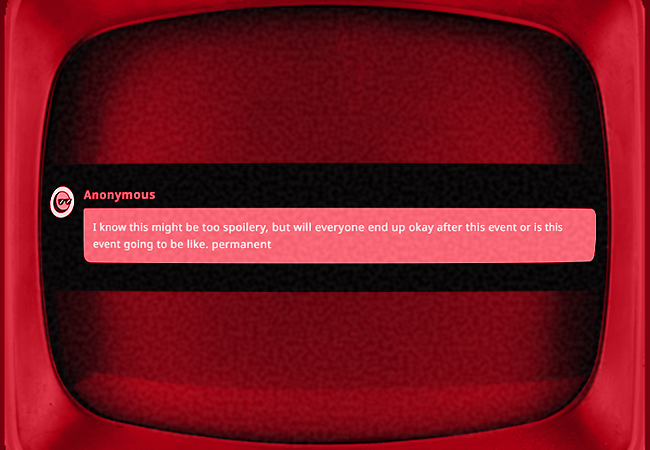 Anonymous
I know this might be too spoilery, but will everyone end up okay after this event or is this
event going to be like. permanent